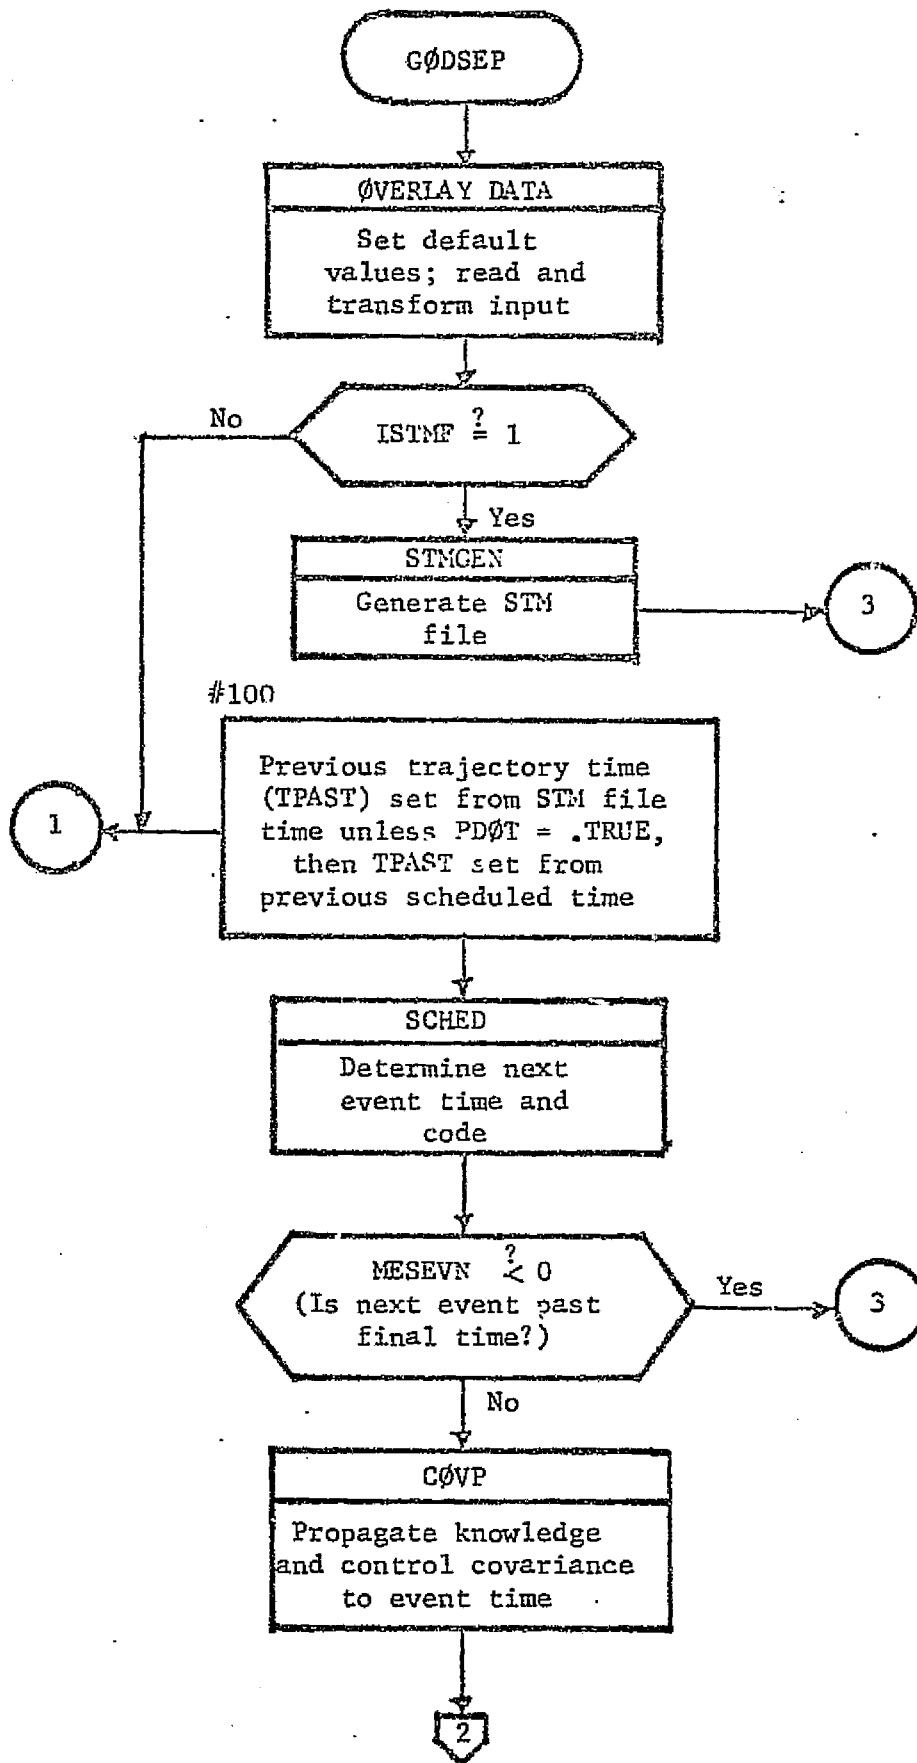 GØDSEP
ØVERLAY DATA
Set default
values; read and
transform input
No
ISTMF ?= 1
Yes
STMGEN
Generate STM
file
3
#100
Previous trajectory time
(TPAST) set from STM file
time unless PDØT = .TRUE,
then TPAST set from
previous scheduled time
1
SCHED
Determine next
event time and
code
MESEVN ?< 0
(Is next event past
final time?)
Yes
3
No
CØVP
Propagate knowledge
and control covariance
to event time
2